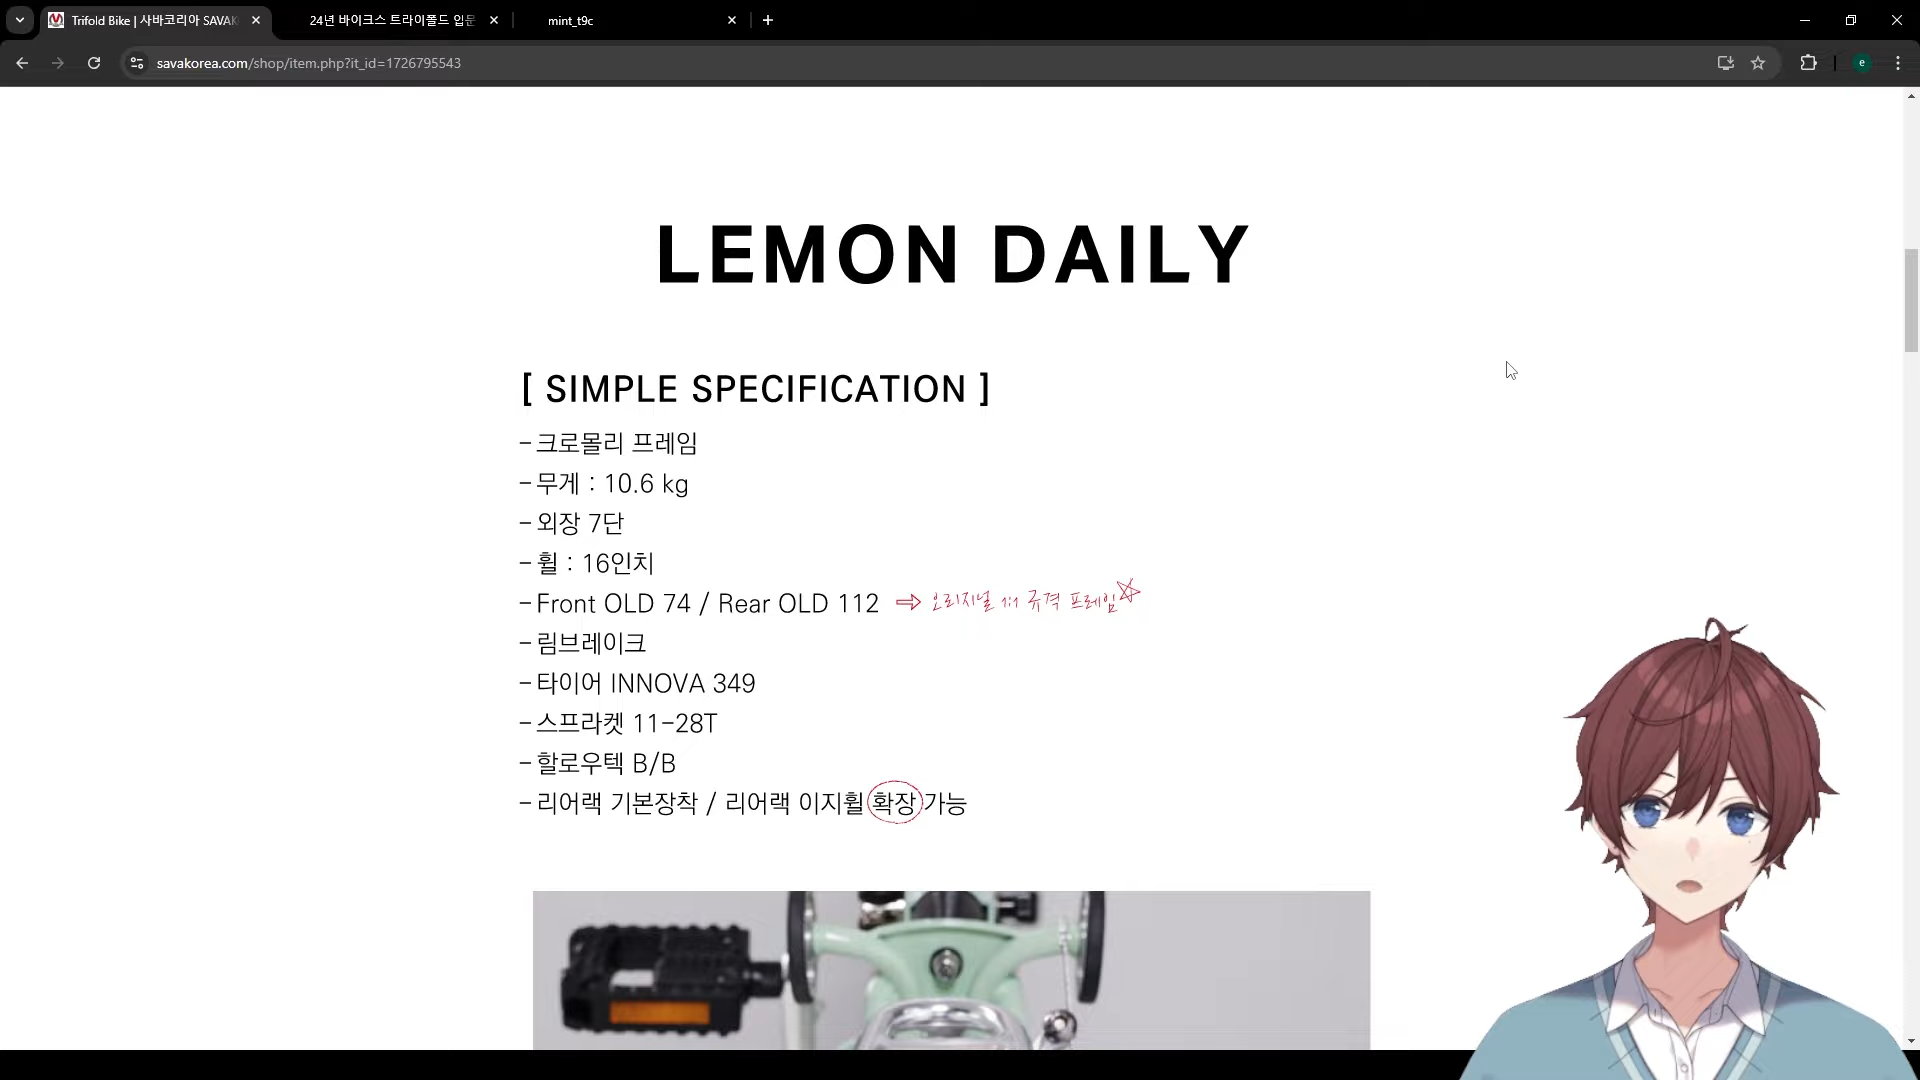 Trifold Bike | 사바코리아 SAVAK
24년 바이크스 트라이폴드 입문
mint_t9c
savakorea.com/shop/item.php?it_id=1726795543
e
LEMON DAILY
[ SIMPLE SPECIFICATION ]
- 크로몰리 프레임
- 무게 : 10.6 kg
- 외장 7단
- 휠 : 16인치
- Front OLD 74 / Rear OLD 112 ⇨ 오리지널 1:1 규격 프레임☆
- 림브레이크
- 타이어 INNOVA 349
- 스프라켓 11-28T
- 할로우텍 B/B
- 리어랙 기본장착 / 리어랙 이지휠 확장 가능